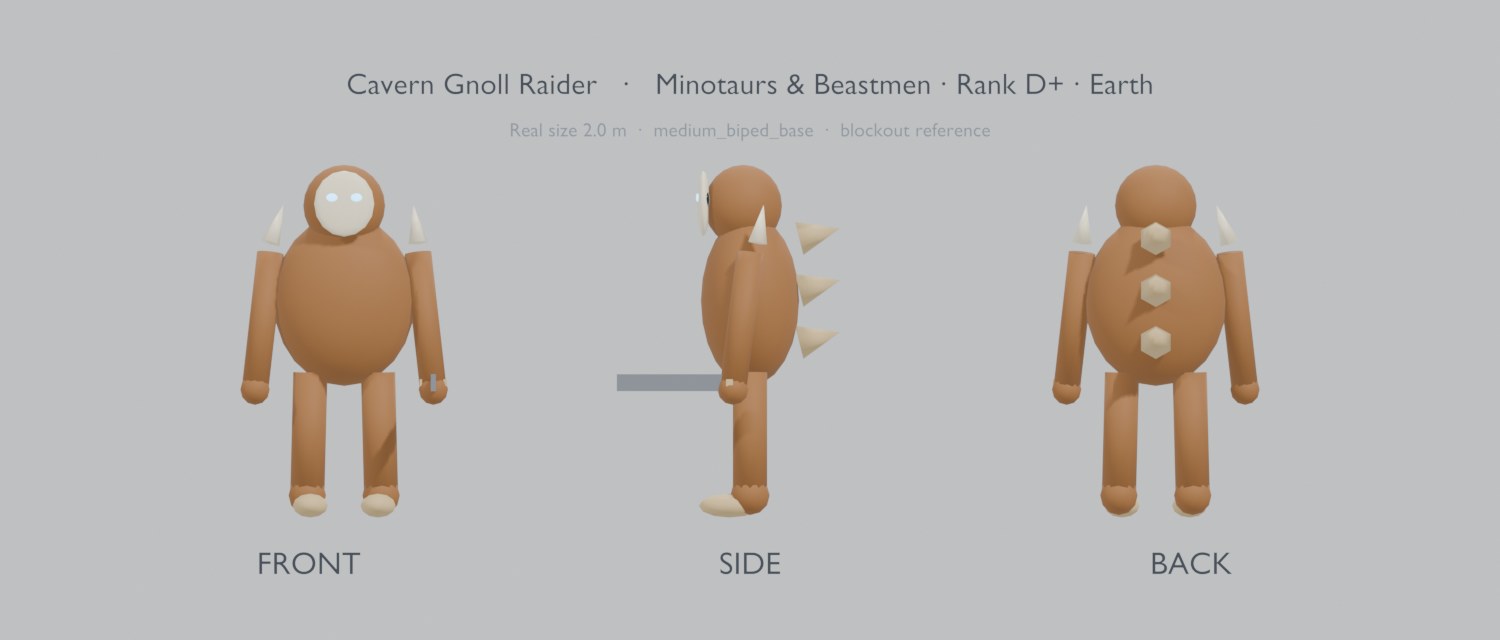 Cavern Gnoll Raider · Minotaurs & Beastmen · Rank D+ · Earth
Real size 2.0 m · medium_biped_base · blockout reference
FRONT SIDE BACK